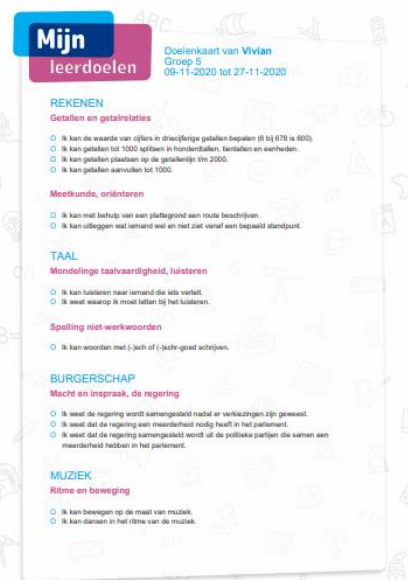 Mijn
leerdoelen
Doelenkaart van Vivian
Groep 5
09-11-2020 tot 27-11-2020
REKENEN
Getallen en getalrelaties
Ik kan de waarde van cijfers in driecijferige getallen bepalen (6 bij 678 is 600).
Ik kan getallen tot 1000 splitsen in honderdtallen, tientallen en eenheden.
Ik kan getallen plaatsen op de getallenlijn t/m 2000.
Ik kan getallen aanvullen tot 1000.
Meetkunde, oriënteren
Ik kan met behulp van een plattegrond een route beschrijven.
Ik kan uitleggen wat iemand wel en niet ziet vanaf een bepaald standpunt.
TAAL
Mondelinge taalvaardigheid, luisteren
Ik kan luisteren naar iemand die iets vertelt.
Ik weet waarop ik moet letten bij het luisteren.
Spelling niet-werkwoorden
Ik kan woorden met (-)sch of (-)schr-goed schrijven.
BURGERSCHAP
Macht en inspraak, de regering
Ik weet de regering wordt samengesteld nadat er verkiezingen zijn geweest.
Ik weet dat de regering een meerderheid nodig heeft in het parlement.
Ik weet dat de regering samengesteld wordt uit de politieke partijen die samen een
meerderheid hebben in het parlement.
MUZIEK
Ritme en beweging
Ik kan bewegen op de maat van muziek.
Ik kan dansen in het ritme van de muziek.